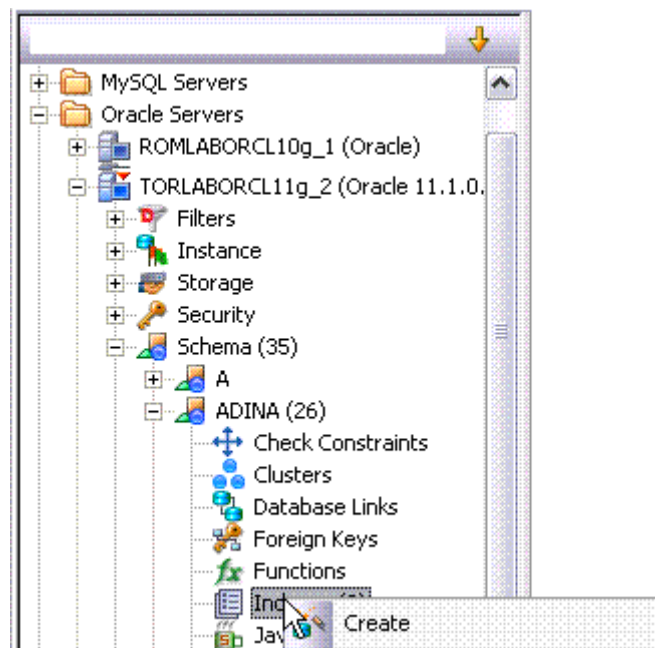 MySQL Servers
Oracle Servers
ROMLABORCL10g_1 (Oracle)
TORLABORCL11g_2 (Oracle 11.1.0.
Filters
Instance
Storage
Security
Schema (35)
A
ADINA (26)
Check Constraints
Clusters
Database Links
Foreign Keys
Functions
Create